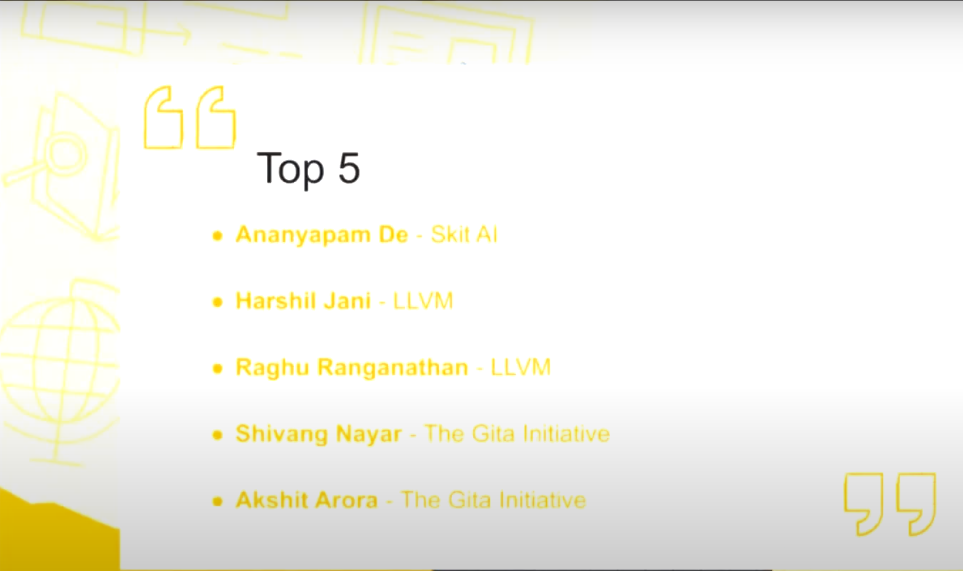 Top 5
Ananyapam De - Skit AI
Harshil Jani - LLVM
Raghu Ranganathan - LLVM
Shivang Nayar - The Gita Initiative
Akshit Arora - The Gita Initiative